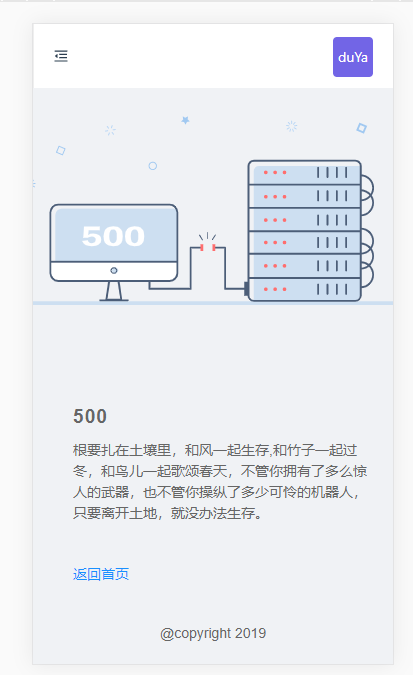 duYa
500
500
根要扎在土壤里，和风一起生存,和竹子一起过
冬，和鸟儿一起歌颂春天，不管你拥有了多么惊
人的武器，也不管你操纵了多少可怜的机器人，
只要离开土地，就没办法生存。
返回首页
@copyright 2019